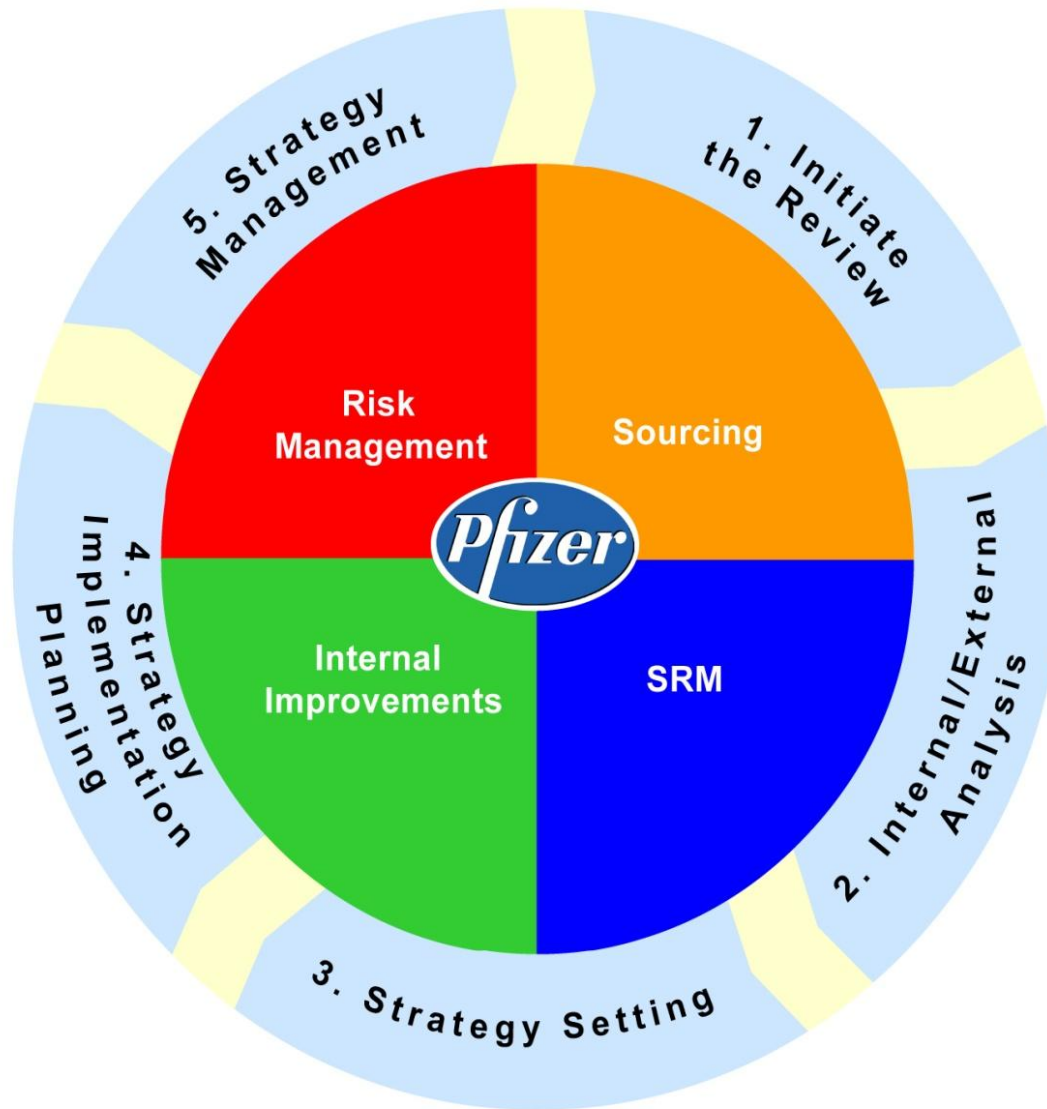 1. Initiate
the Review
2. Internal/External
Analysis
3. Strategy Setting
4. Strategy
Implementation
Planning
5. Strategy
Management
Risk
Management
Sourcing
Pfizer
Internal
Improvements
SRM